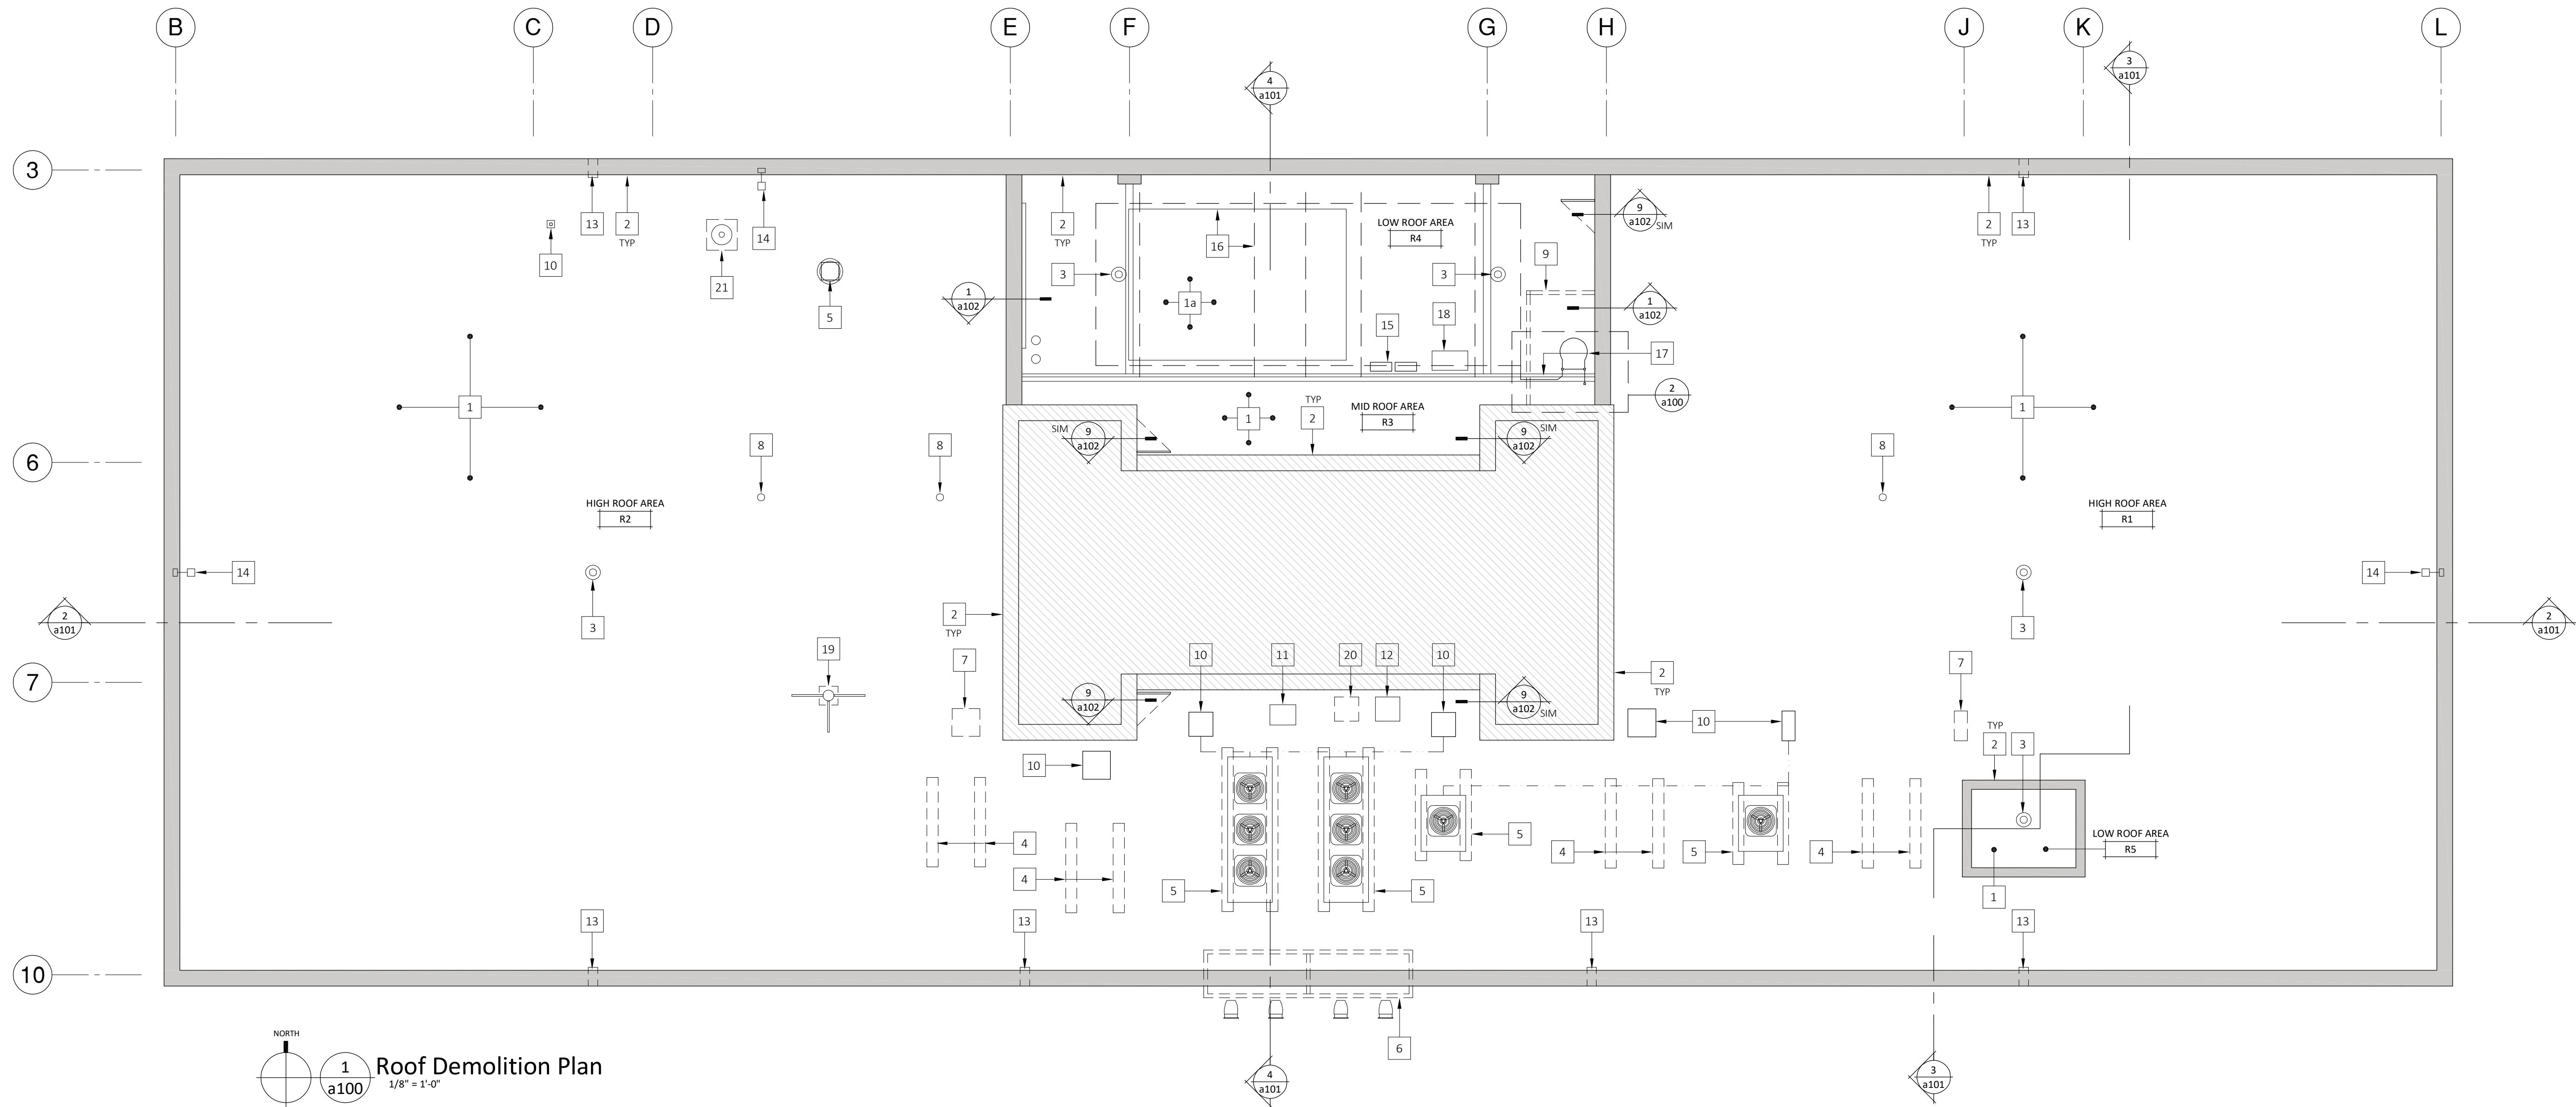 B C D E F G H J K L
3
a101
4
a101
3
13
2
TYP
14
10
21
5
2
TYP
3
16
LOW ROOF AREA
R4
3
9
a102
SIM
9
2
TYP
13
1
a102
1a
15
18
1
a102
17
2
a100
1
1
TYP
2
MID ROOF AREA
R3
1
SIM
9
a102
9
a102
SIM
6
8
8
8
HIGH ROOF AREA
R2
HIGH ROOF AREA
R1
14
14
2
a101
3
2
TYP
3
2
a101
19
7
10
11
20
12
10
2
TYP
7
7
9
a102
9
a102
SIM
10
TYP
2
3
10
4
4
5
5
5
4
5
4
LOW ROOF AREA
R5
1
13
13
13
13
10
6
NORTH
1
a100
Roof Demolition Plan
1/8" = 1'-0"
4
a101
3
a101